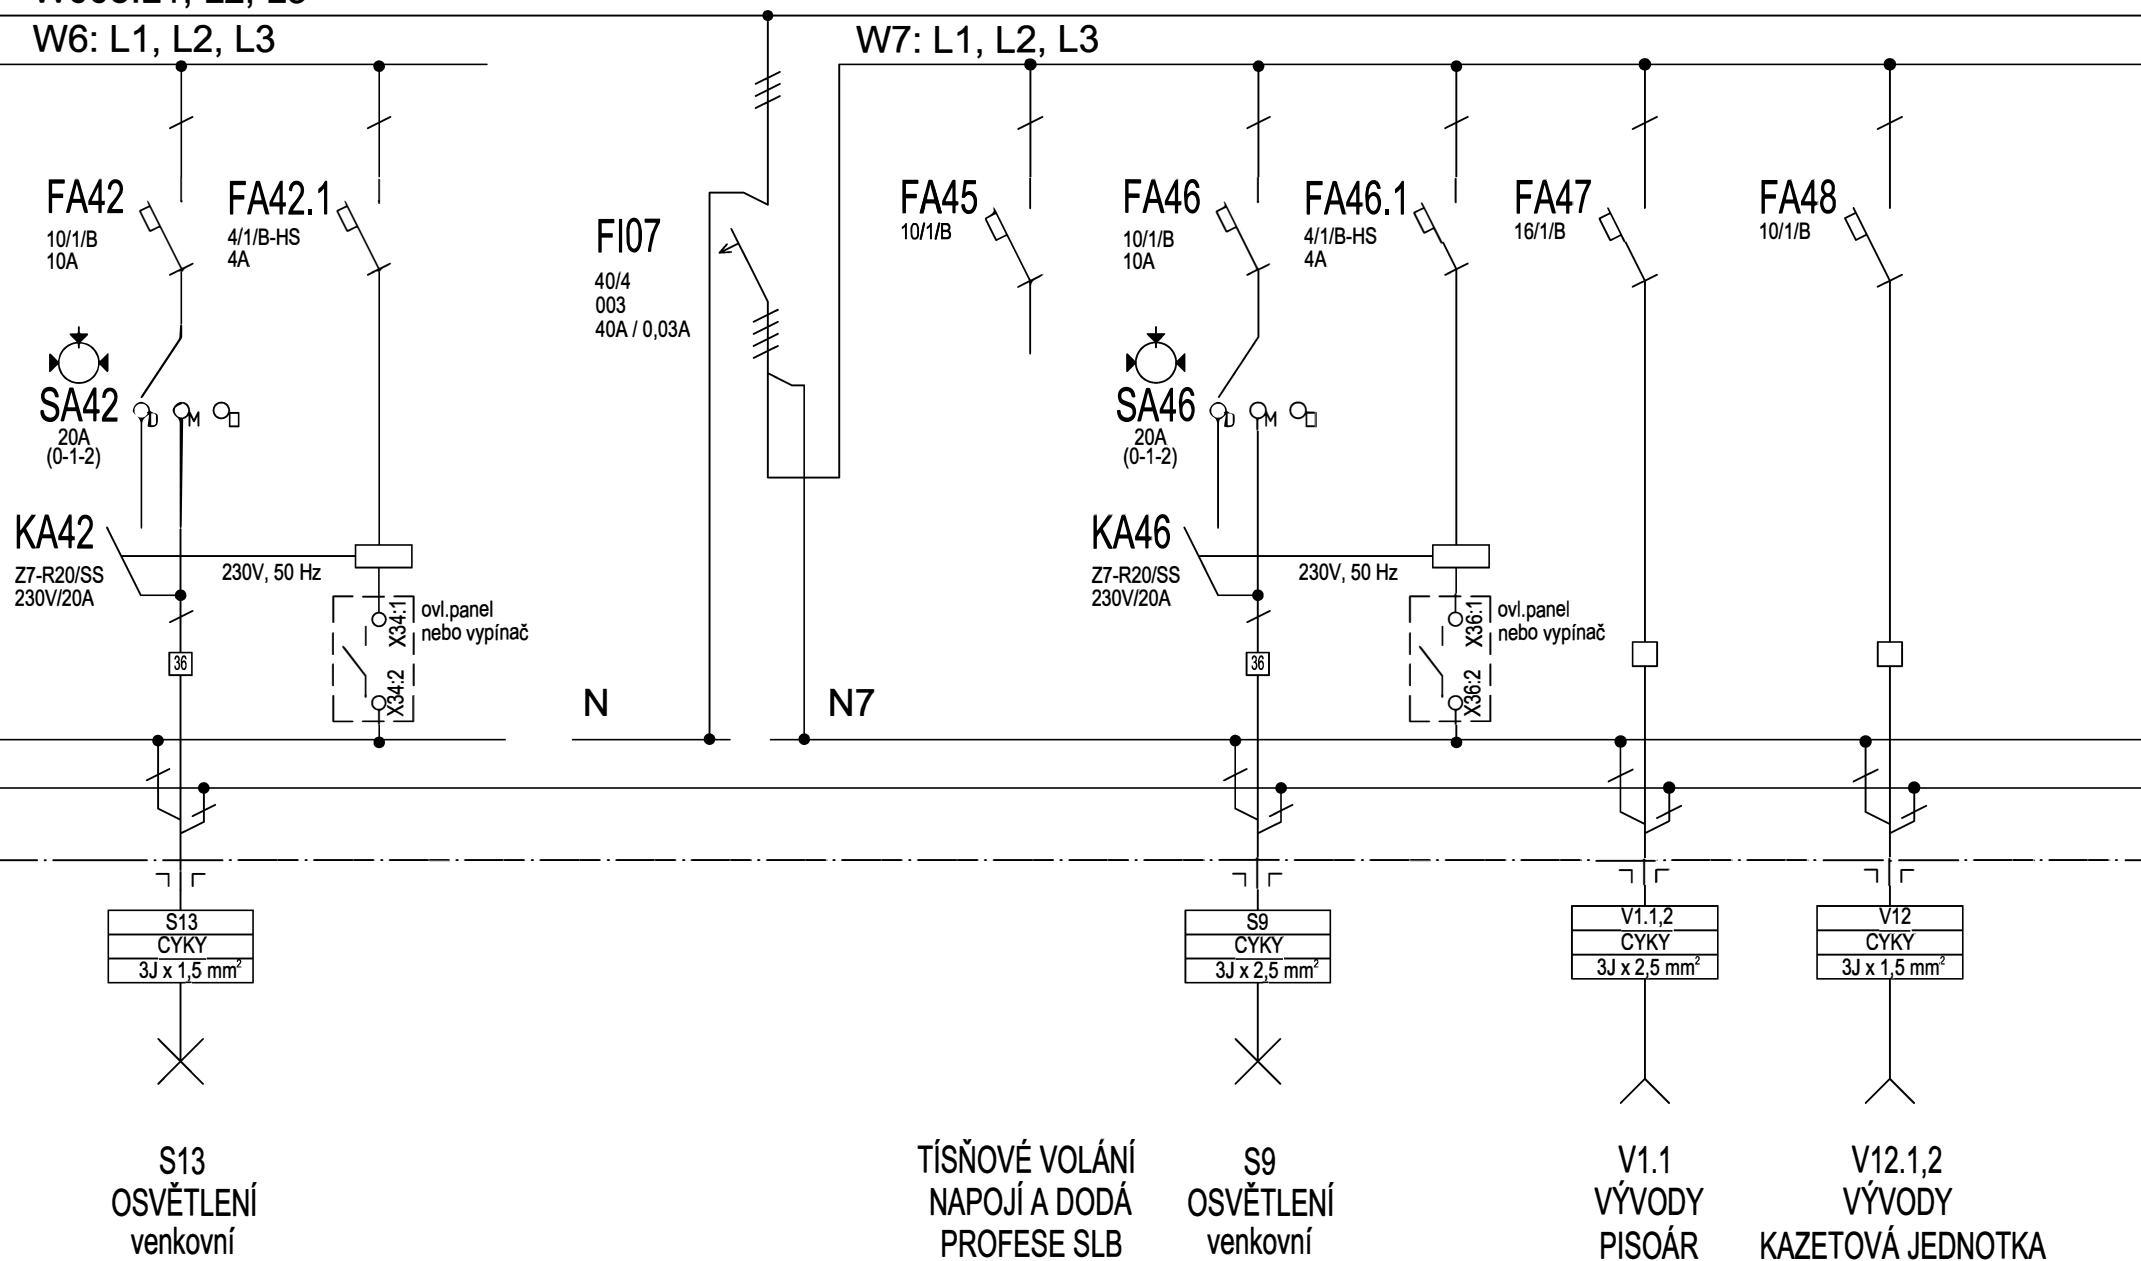 W6: L1, L2, L3
W7: L1, L2, L3
FA42
10/1/B
10A
FA42.1
4/1/B-HS
4A
FI07
40/4
003
40A / 0,03A
FA45
10/1/B
FA46
10/1/B
10A
FA46.1
4/1/B-HS
4A
FA47
16/1/B
FA48
10/1/B
SA42
20A
(0-1-2)
D
M
SA46
20A
(0-1-2)
D
M
KA42
Z7-R20/SS
230V/20A
230V, 50 Hz
X34:1
X34:2
ovl.panel
nebo vypínač
36
KA46
Z7-R20/SS
230V/20A
230V, 50 Hz
X36:1
X36:2
ovl.panel
nebo vypínač
36
N
N7
S13
CYKY
3J x 1,5 mm²
S9
CYKY
3J x 2,5 mm²
V1.1,2
CYKY
3J x 2,5 mm²
V12
CYKY
3J x 1,5 mm²
S13
OSVĚTLENÍ
venkovní
TÍSŇOVÉ VOLÁNÍ
NAPOJÍ A DODÁ
PROFESE SLB
S9
OSVĚTLENÍ
venkovní
V1.1
VÝVODY
PISOÁR
V12.1,2
VÝVODY
KAZETOVÁ JEDNOTKA